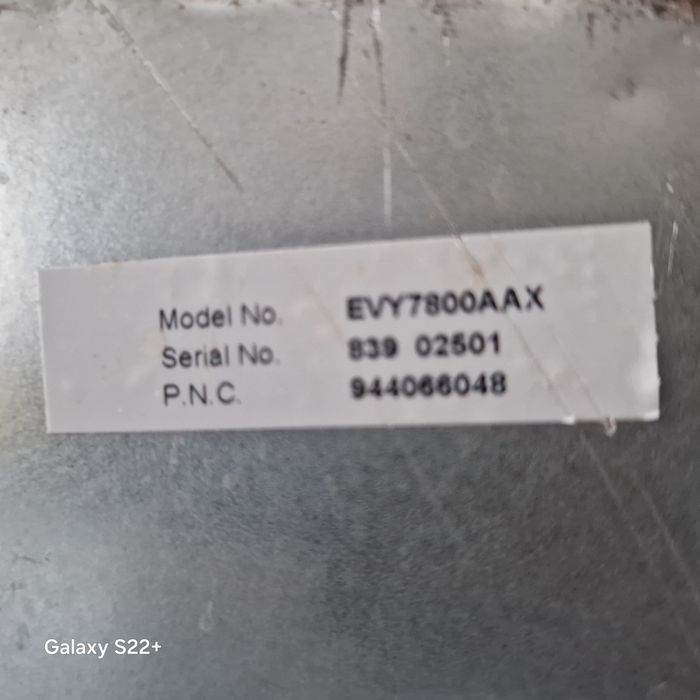 Model No. EVY7800AAX
Serial No. 839 02501
P.N.C. 944066048
Galaxy S22+